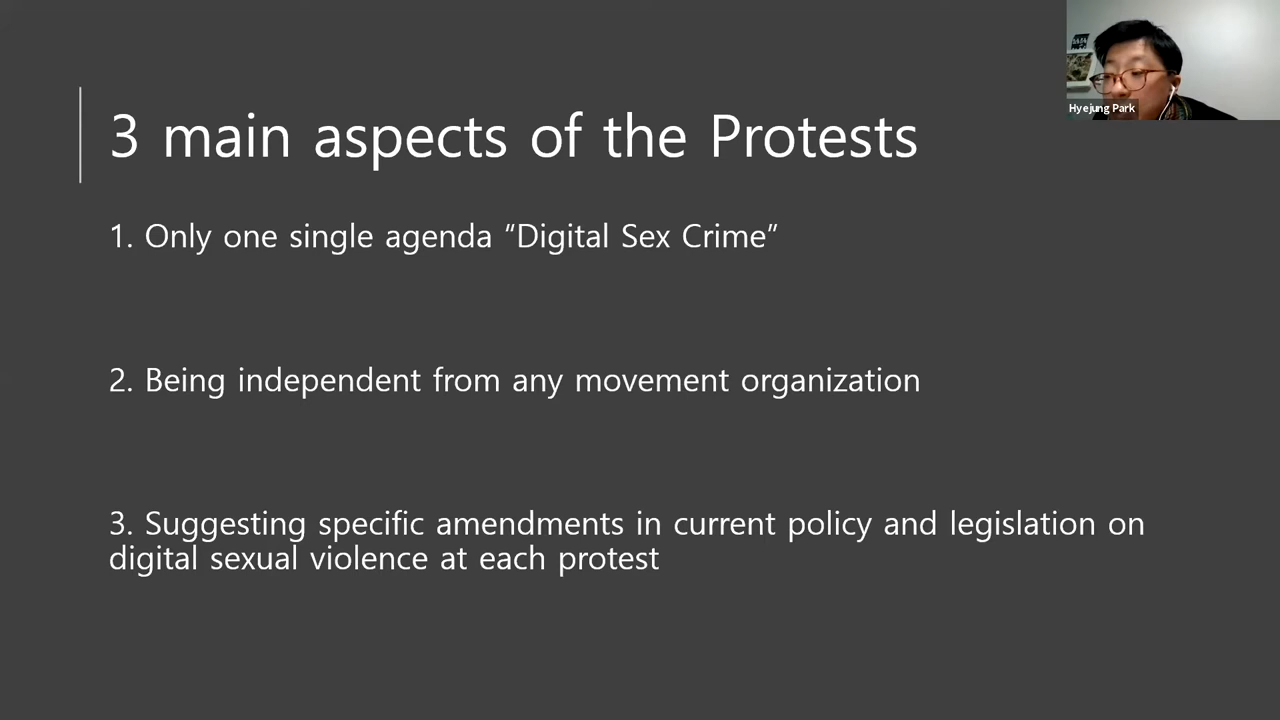 3 main aspects of the Protests
Hyejung Park
1. Only one single agenda “Digital Sex Crime”
2. Being independent from any movement organization
3. Suggesting specific amendments in current policy and legislation on
digital sexual violence at each protest